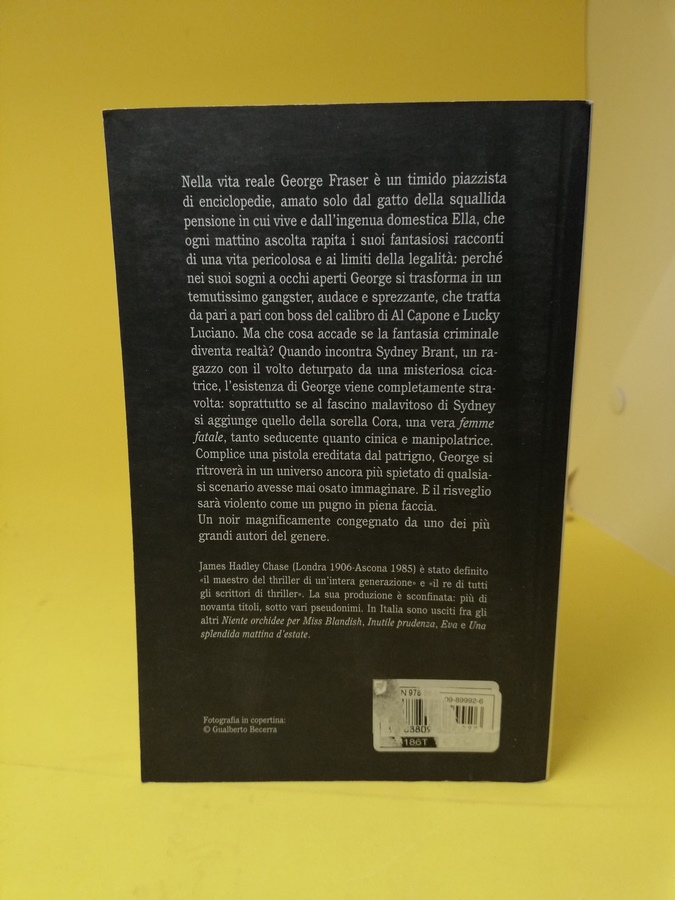 Nella vita reale George Fraser è un timido piazzista
di enciclopedie, amato solo dal gatto della squallida
pensione in cui vive e dall'ingenua domestica Ella, che
ogni mattino ascolta rapita i suoi fantasiosi racconti
di una vita pericolosa e ai limiti della legalità: perché
nei suoi sogni a occhi aperti George si trasforma in un
temutissimo gangster, audace e sprezzante, che tratta
da pari a pari con boss del calibro di Al Capone e Lucky
Luciano. Ma che cosa accade se la fantasia criminale
diventa realtà? Quando incontra Sydney Brant, un ra-
gazzo con il volto deturpato da una misteriosa cica-
trice, l'esistenza di George viene completamente stra-
volta: soprattutto se al fascino malavitoso di Sydney
si aggiunge quello della sorella Cora, una vera femme
fatale, tanto seducente quanto cinica e manipolatrice.
Complice una pistola ereditata dal patrigno, George si
ritroverà in un universo ancora più spietato di qualsia-
si scenario avesse mai osato immaginare. E il risveglio
sarà violento come un pugno in piena faccia.
Un noir magnificamente congegnato da uno dei più
grandi autori del genere.
James Hadley Chase (Londra 1906-Ascona 1985) è stato definito
«il maestro del thriller di un'intera generazione» e «il re di tutti
gli scrittori di thriller». La sua produzione è sconfinata: più di
novanta titoli, sotto vari pseudonimi. In Italia sono usciti fra gli
altri Niente orchidee per Miss Blandish, Inutile prudenza, Eva e Una
splendida mattina d'estate.
Fotografia in copertina:
© Gualberto Becerra
N 978
09-89992-6
8809
186T